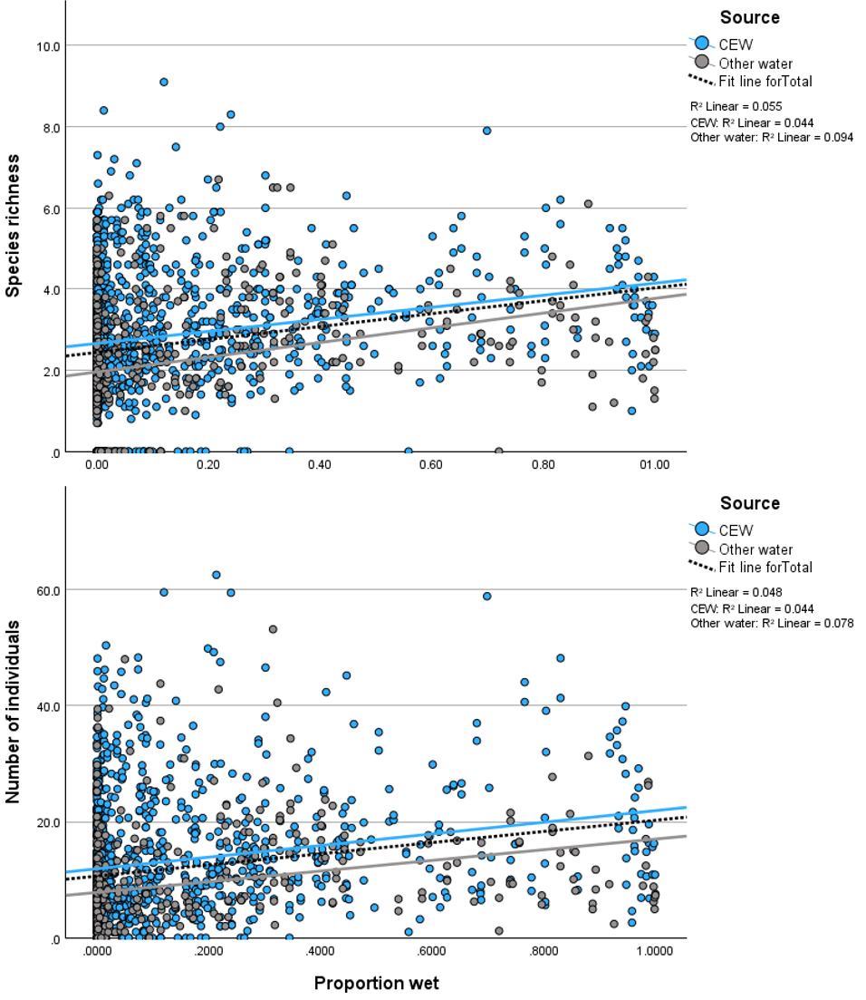 Source
CEW
Other water
Fit line forTotal
R² Linear = 0.055
CEW: R² Linear = 0.044
Other water: R² Linear = 0.094
Species richness
10.0
8.0
6.0
4.0
2.0
.0
0.00 0.20 0.40 0.60 0.80 01.00
Source
CEW
Other water
Fit line forTotal
R² Linear = 0.048
CEW: R² Linear = 0.044
Other water: R² Linear = 0.078
Number of individuals
60.0
40.0
20.0
.0
.0000 .2000 .4000 .6000 .8000 1.0000
Proportion wet